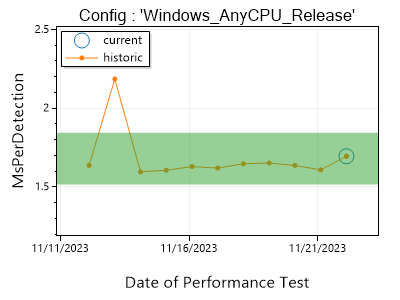 Config : 'Windows_AnyCPU_Release'
2.5
current
historic
2
MsPerDetection
1.5
11/11/2023
11/16/2023
11/21/2023
Date of Performance Test